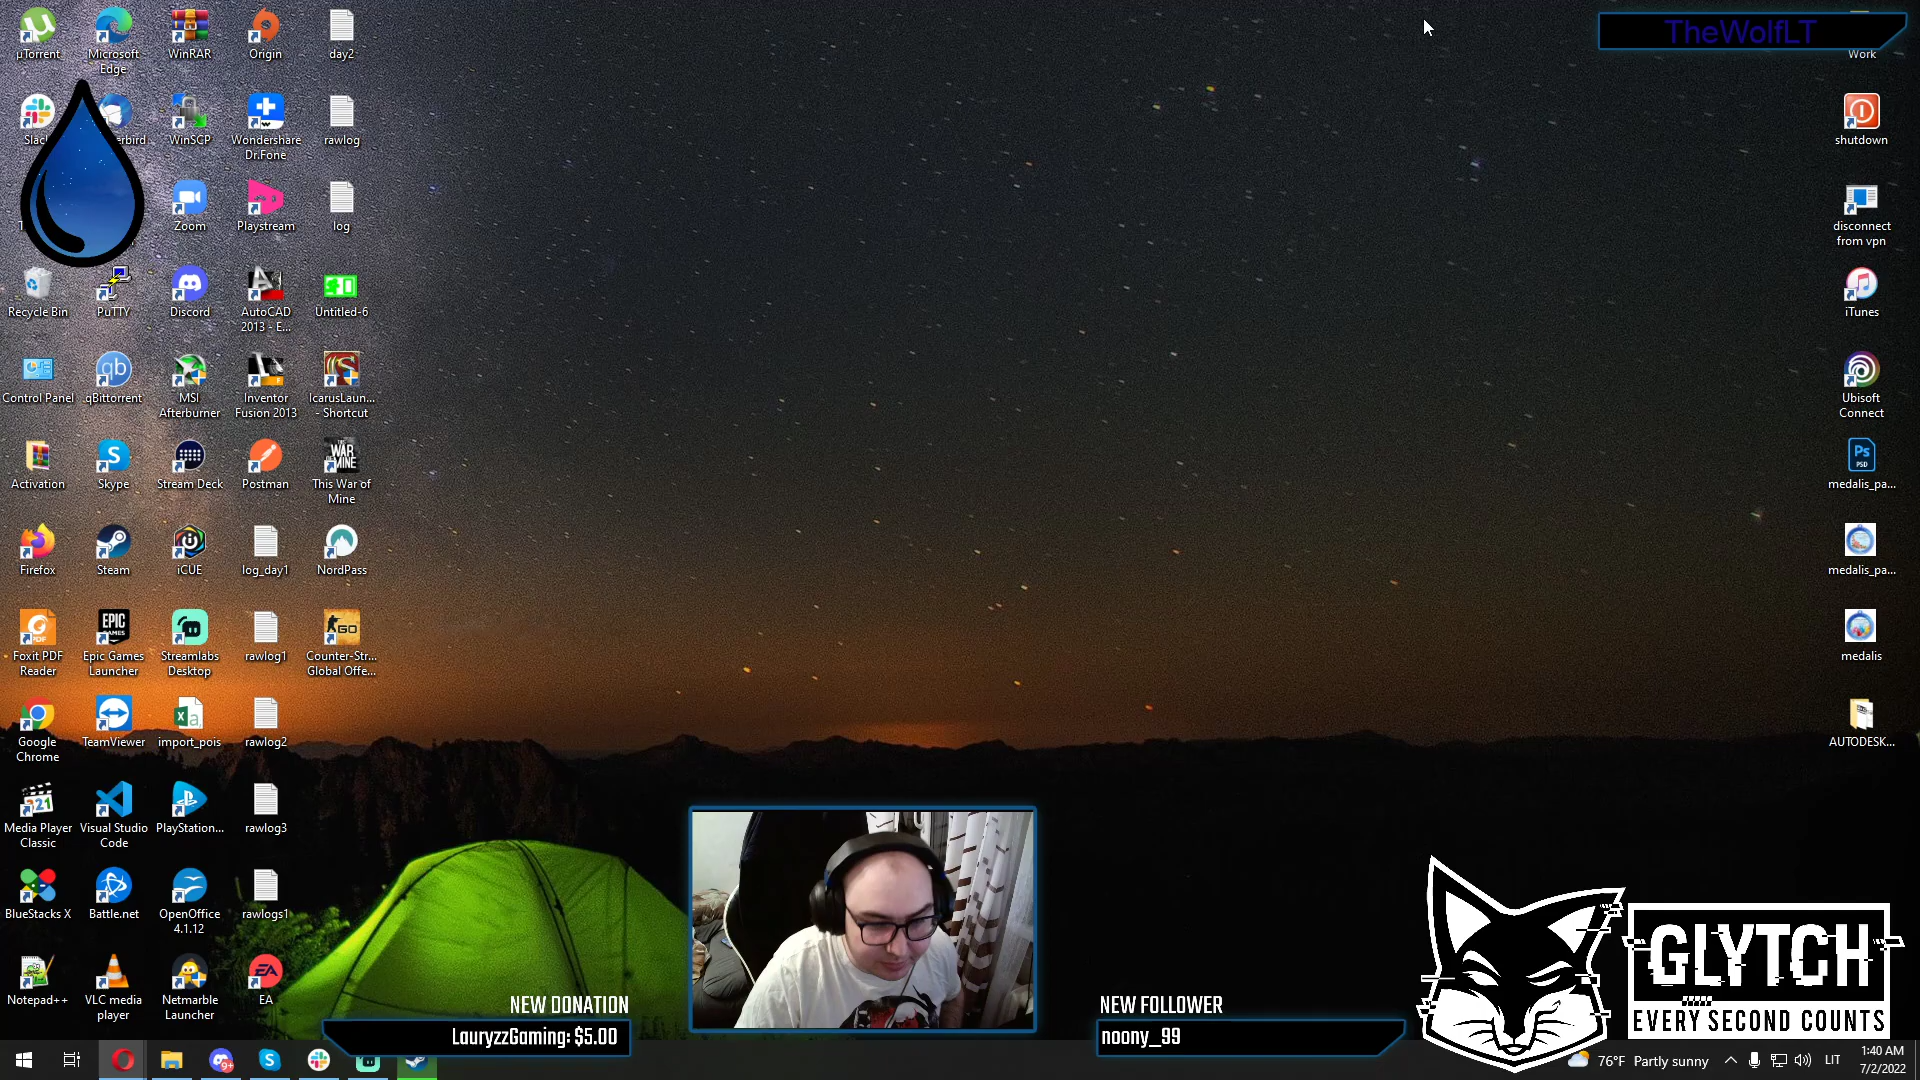 µTorrent
Microsoft
Edge
WinRAR
Origin
day2
TheWolfLT
Work
Slac
erbird
WinSCP
Wondershare
Dr.Fone
rawlog
shutdown
Zoom
Playstream
log
disconnect
from vpn
Recycle Bin
PuTTY
Discord
AutoCAD
2013 - E...
Untitled-6
iTunes
Control Panel
qBittorrent
MSI
Afterburner
Inventor
Fusion 2013
IcarusLaun...
- Shortcut
Ubisoft
Connect
Activation
Skype
Stream Deck
Postman
This War of
Mine
medalis_pa...
Firefox
Steam
iCUE
log_day1
NordPass
medalis_pa...
Foxit PDF
Reader
Epic Games
Launcher
Streamlabs
Desktop
rawlog1
Counter-Str...
Global Offe...
medalis
Google
Chrome
TeamViewer
import_pois
rawlog2
AUTODESK...
Media Player
Classic
Visual Studio
Code
PlayStation...
rawlog3
BlueStacks X
Battle.net
OpenOffice
4.1.12
rawlogs1
Notepad++
VLC media
player
Netmarble
Launcher
EA
NEW DONATION
LauryzzGaming: $5.00
NEW FOLLOWER
noony_99
GLYTCH
EVERY SECOND COUNTS
76°F Partly sunny
LIT
1:40 AM
7/2/2022